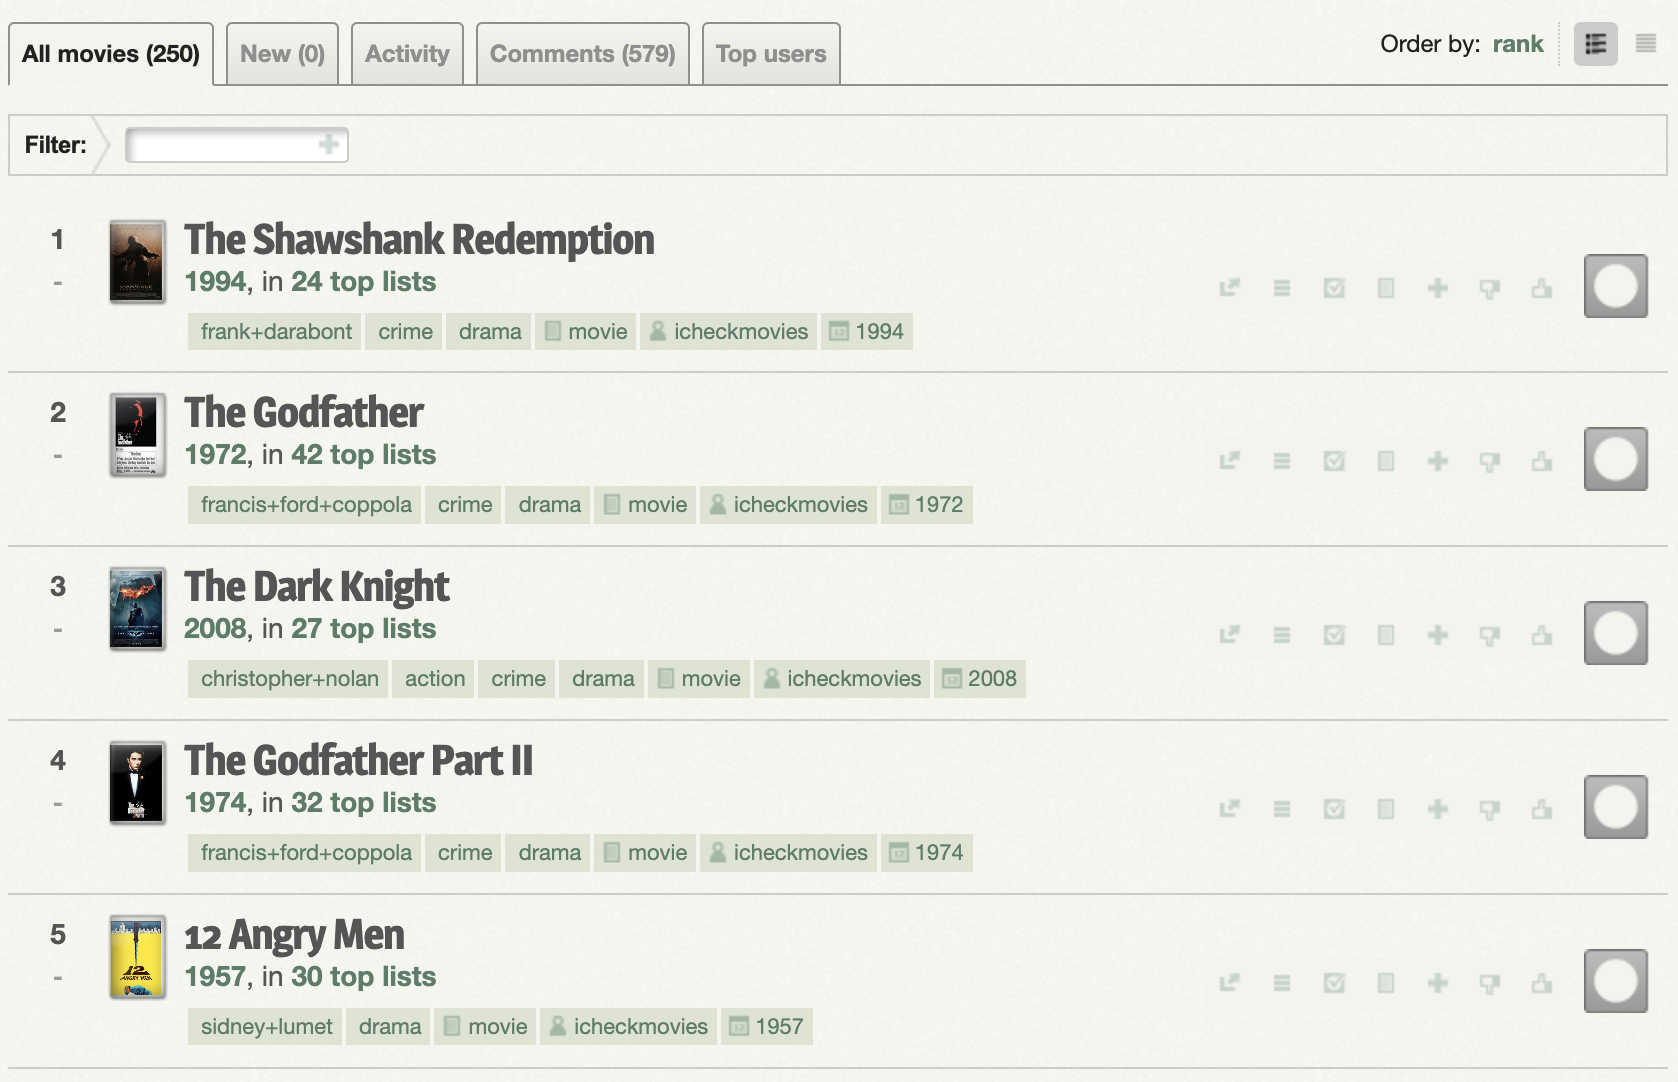 All movies (250) New (0) Activity Comments (579) Top users Order by: rank
Filter:
1 The Shawshank Redemption
- 1994, in 24 top lists
frank+darabont crime drama movie icheckmovies 1994
2 The Godfather
- 1972, in 42 top lists
francis+ford+coppola crime drama movie icheckmovies 1972
3 The Dark Knight
- 2008, in 27 top lists
christopher+nolan action crime drama movie icheckmovies 2008
4 The Godfather Part II
- 1974, in 32 top lists
francis+ford+coppola crime drama movie icheckmovies 1974
5 12 Angry Men
- 1957, in 30 top lists
sidney+lumet drama movie icheckmovies 1957